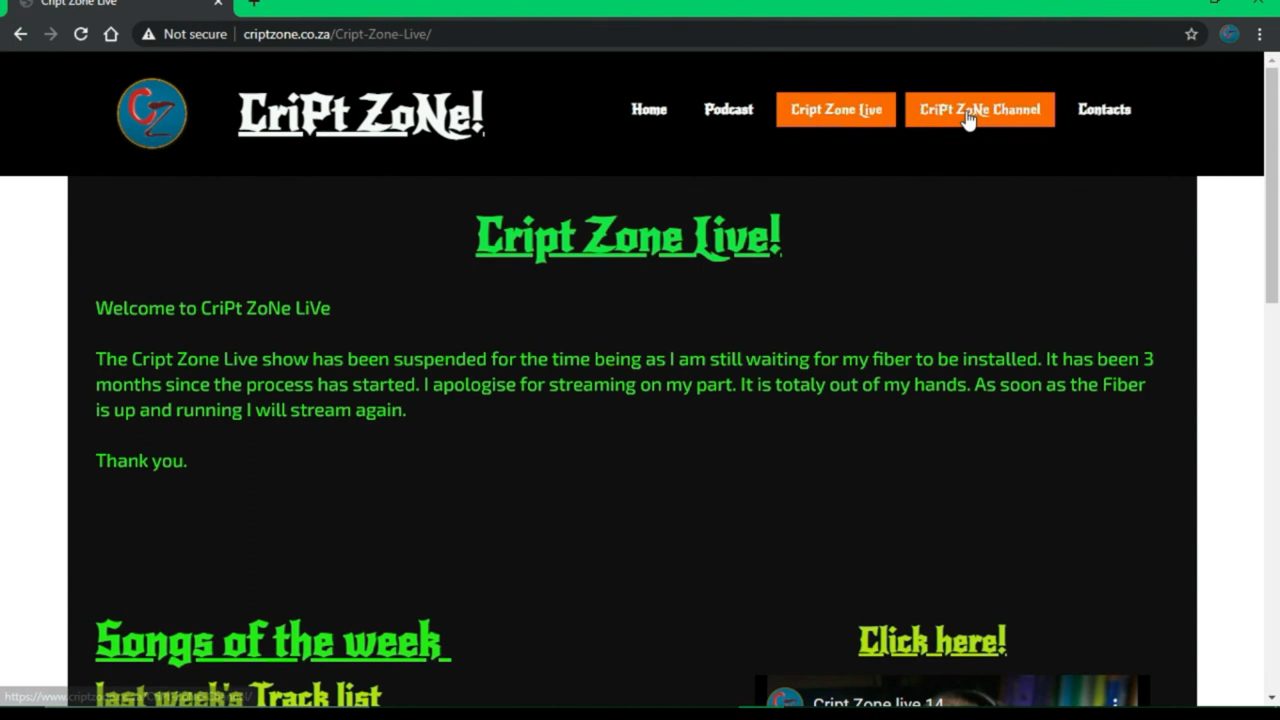 Cript Zone Live
Not secure
criptzone.co.za/Cript-Zone-Live/
CZ
CriPt ZoNe!
Home
Podcast
Cript Zone Live
CriPt ZoNe Channel
Contacts
Cript Zone Live!
Welcome to CriPt ZoNe LiVe
The Cript Zone Live show has been suspended for the time being as I am still waiting for my fiber to be installed. It has been 3
months since the process has started. I apologise for streaming on my part. It is totaly out of my hands. As soon as the Fiber
is up and running I will stream again.
Thank you.
Songs of the week
Click here!
last week's Track list
Cript Zone live 14